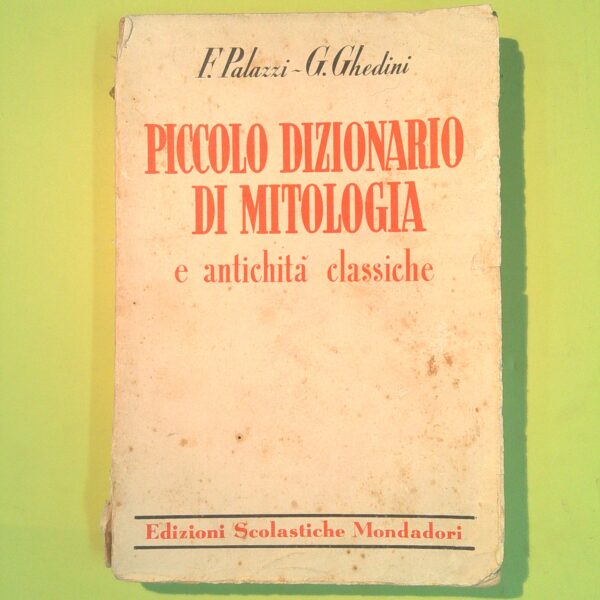 F. Palazzi - G. Ghedini
PICCOLO DIZIONARIO
DI MITOLOGIA
e antichità classiche
Edizioni Scolastiche Mondadori